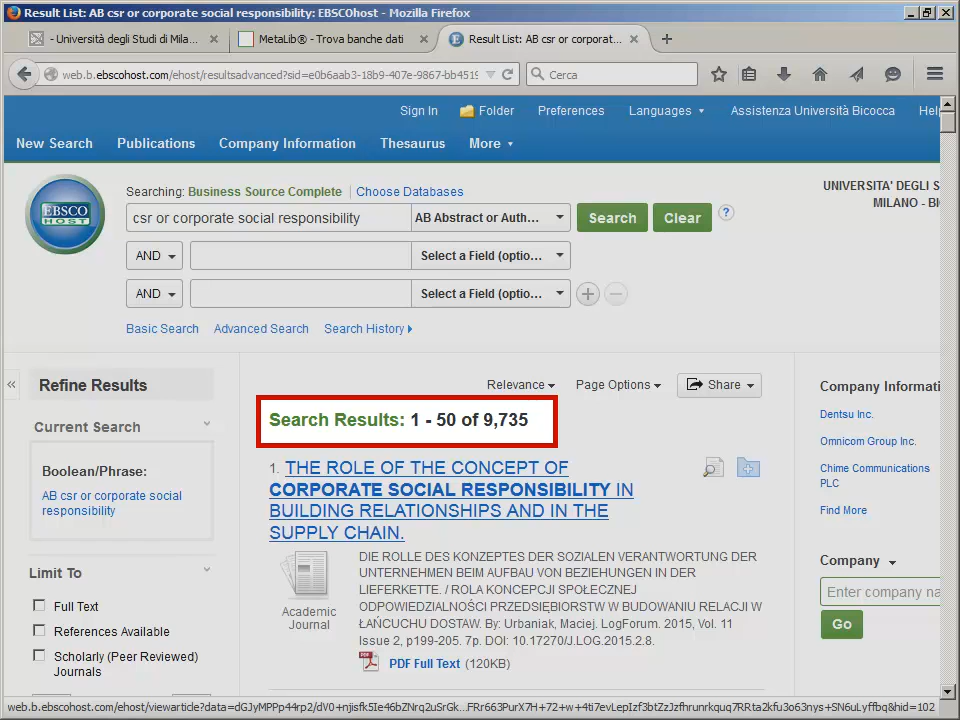 Result List: AB csr or corporate social responsibility: EBSCOhost - Mozilla Firefox
- Università degli Studi di Mila...
MetaLib® - Trova banche dati
Result List: AB csr or corporat...
web.b.ebscohost.com/ehost/resultsadvanced?sid=e0b6aab3-18b9-407e-9867-bb4519
Cerca
Sign In
Folder
Preferences
Languages
Assistenza Università Bicocca
Help
New Search
Publications
Company Information
Thesaurus
More
EBSCO
HOST
Searching: Business Source Complete
Choose Databases
UNIVERSITA' DEGLI S
MILANO - BI
csr or corporate social responsibility
AB Abstract or Auth...
Search
Clear
?
AND
Select a Field (optio...
AND
Select a Field (optio...
Basic Search
Advanced Search
Search History
Refine Results
Relevance
Page Options
Share
Company Informati
Current Search
Search Results: 1 - 50 of 9,735
Dentsu Inc.
Omnicom Group Inc.
Chime Communications
PLC
Find More
Boolean/Phrase:
AB csr or corporate social
responsibility
1. THE ROLE OF THE CONCEPT OF
CORPORATE SOCIAL RESPONSIBILITY IN
BUILDING RELATIONSHIPS AND IN THE
SUPPLY CHAIN.
Academic
Journal
DIE ROLLE DES KONZEPTES DER SOZIALEN VERANTWORTUNG DER
UNTERNEHMEN BEIM AUFBAU VON BEZIEHUNGEN IN DER
LIEFERKETTE. / ROLA KONCEPCJI SPOŁECZNEJ
ODPOWIEDZIALNOŚCI PRZEDSIĘBIORSTW W BUDOWANIU RELACJI W
ŁAŃCUCHU DOSTAW. By: Urbaniak, Maciej. LogForum. 2015, Vol. 11
Issue 2, p199-205. 7p. DOI: 10.17270/J.LOG.2015.2.8.
PDF Full Text (120KB)
Limit To
Full Text
References Available
Scholarly (Peer Reviewed)
Journals
Company
Enter company na
Go